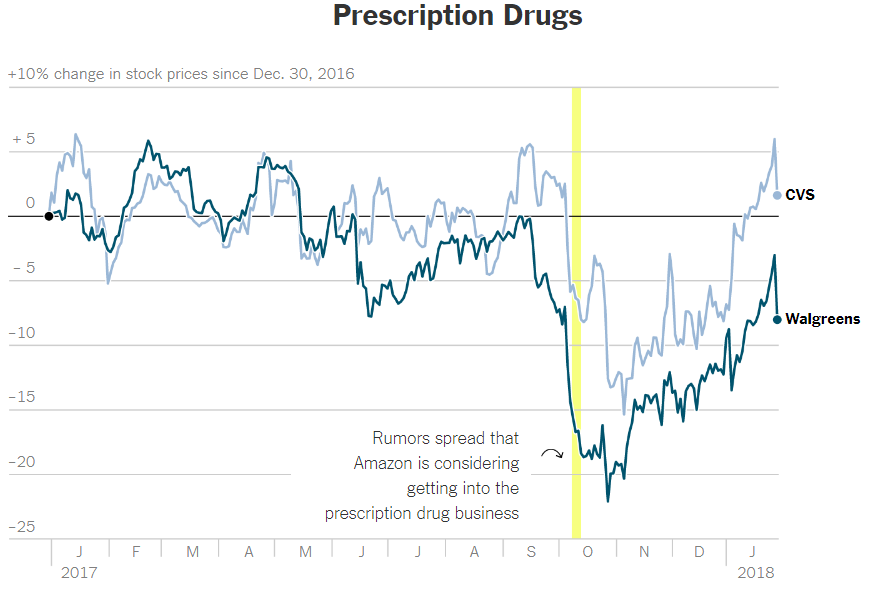 Prescription Drugs
+10% change in stock prices since Dec. 30, 2016
+ 5
0
CVS
– 5
Walgreens
–10
–15
Rumors spread that
Amazon is considering
getting into the
prescription drug business
–20
–25
J F M A M J J A S O N D J
2017 2018